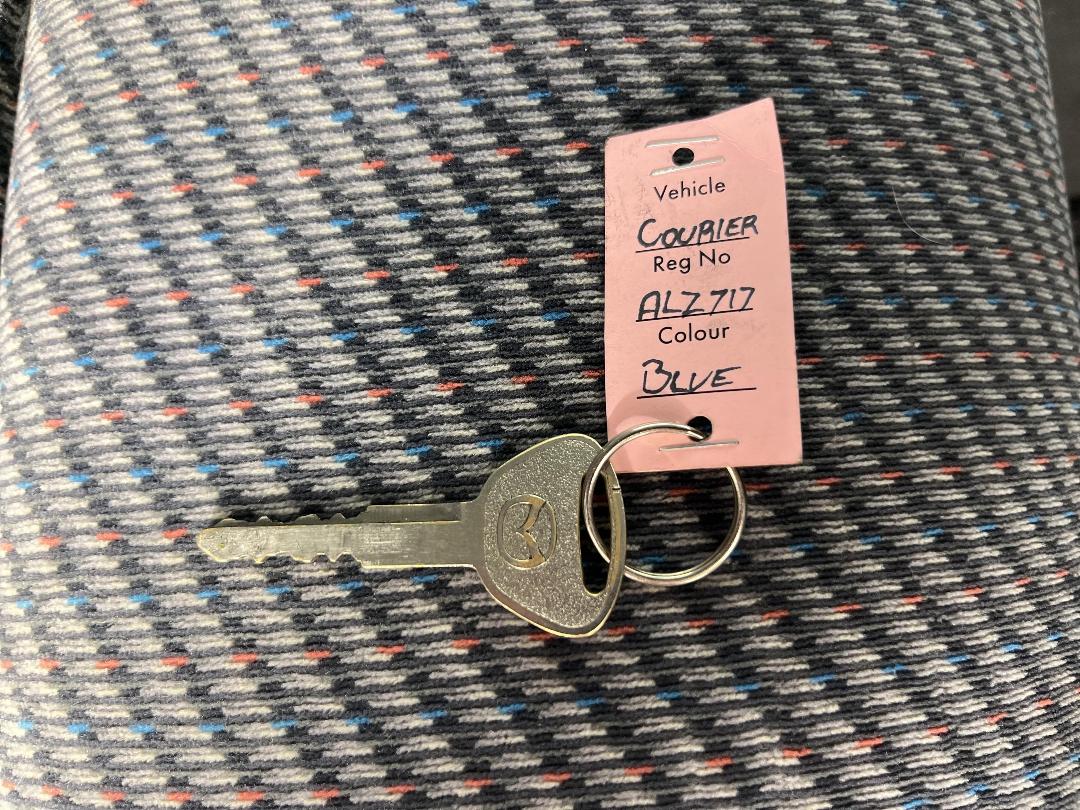 Vehicle
COURIER
Reg No
ALZ717
Colour
BLUE